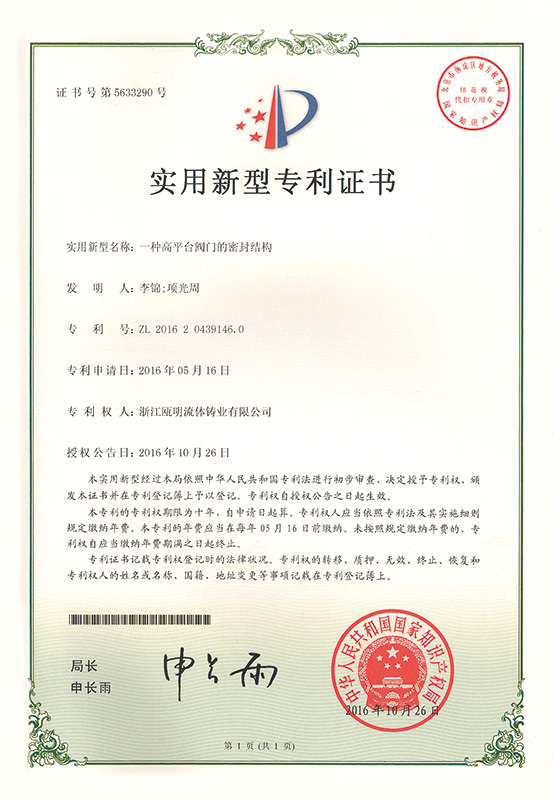 证书号第5633290号
北京市海淀区地方税务局
印花税
代扣专用章
国家知识产权局
实用新型专利证书
实用新型名称：一种高平台阀门的密封结构
发明人：李锦;项光周
专利号：ZL 2016 2 0439146.0
专利申请日：2016年05月16日
专利权人：浙江瓯明流体铸业有限公司
授权公告日：2016年10月26日
本实用新型经过本局依照中华人民共和国专利法进行初步审查，决定授予专利权，颁
发本证书并在专利登记簿上予以登记。专利权自授权公告之日起生效。
本专利的专利权期限为十年，自申请日起算。专利权人应当依照专利法及其实施细则
规定缴纳年费。本专利的年费应当在每年05月16日前缴纳。未按照规定缴纳年费的，专
利权自应当缴纳年费期满之日起终止。
专利证书记载专利权登记时的法律状况。专利权的转移、质押、无效、终止、恢复和
专利权人的姓名或名称、国籍、地址变更等事项记载在专利登记簿上。
局长
申长雨
申长雨
中华人民共和国国家知识产权局
2016年10月26日
第1页(共1页)